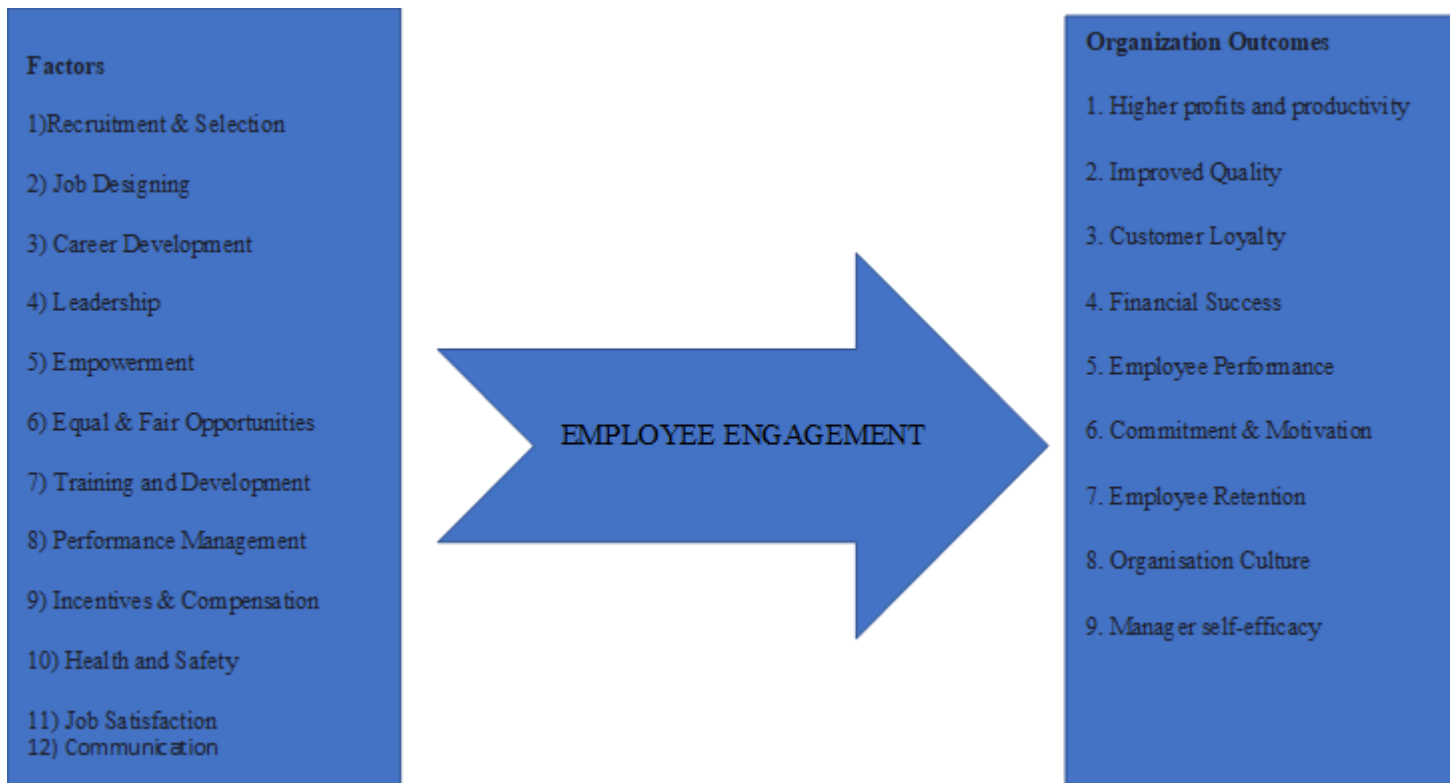 Factors
1)Recruitment & Selection
2) Job Designing
3) Career Development
4) Leadership
5) Empowerment
6) Equal & Fair Opportunities
7) Training and Development
8) Performance Management
9) Incentives & Compensation
10) Health and Safety
11) Job Satisfaction
12) Communication
EMPLOYEE ENGAGEMENT
Organization Outcomes
1. Higher profits and productivity
2. Improved Quality
3. Customer Loyalty
4. Financial Success
5. Employee Performance
6. Commitment & Motivation
7. Employee Retention
8. Organisation Culture
9. Manager self-efficacy